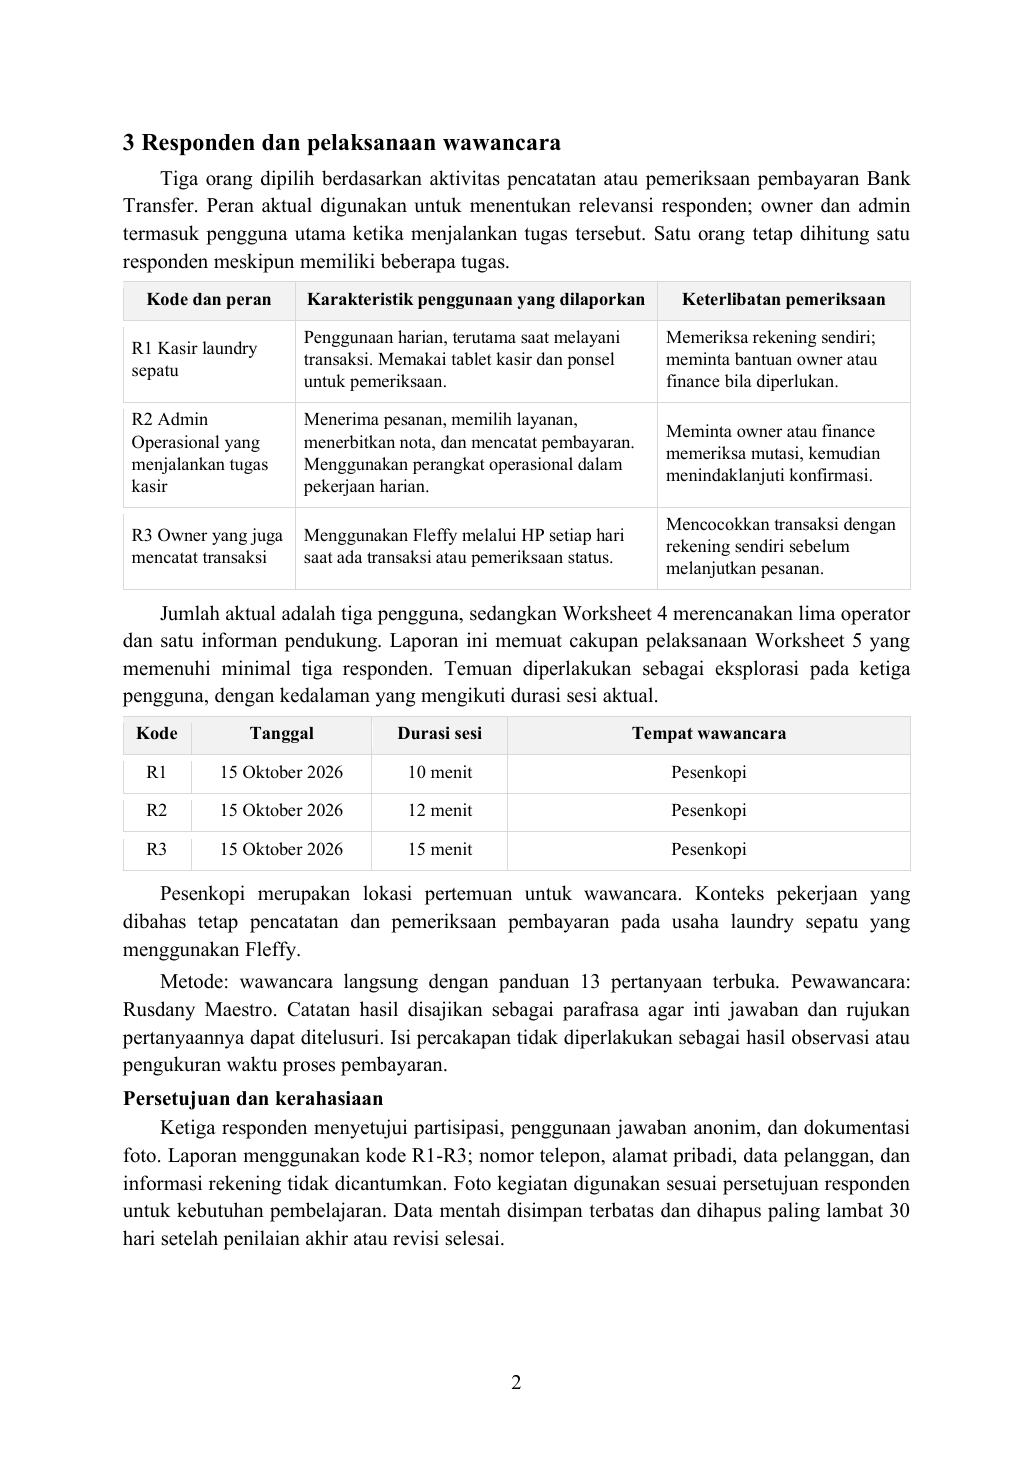 3 Responden dan pelaksanaan wawancara
Tiga orang dipilih berdasarkan aktivitas pencatatan atau pemeriksaan pembayaran Bank
Transfer. Peran aktual digunakan untuk menentukan relevansi responden; owner dan admin
termasuk pengguna utama ketika menjalankan tugas tersebut. Satu orang tetap dihitung satu
responden meskipun memiliki beberapa tugas.
Kode dan peran
Karakteristik penggunaan yang dilaporkan
Keterlibatan pemeriksaan
R1 Kasir laundry
sepatu
Penggunaan harian, terutama saat melayani
transaksi. Memakai tablet kasir dan ponsel
untuk pemeriksaan.
Memeriksa rekening sendiri;
meminta bantuan owner atau
finance bila diperlukan.
R2 Admin
Operasional yang
menjalankan tugas
kasir
Menerima pesanan, memilih layanan,
menerbitkan nota, dan mencatat pembayaran.
Menggunakan perangkat operasional dalam
pekerjaan harian.
Meminta owner atau finance
memeriksa mutasi, kemudian
menindaklanjuti konfirmasi.
R3 Owner yang juga
mencatat transaksi
Menggunakan Fleffy melalui HP setiap hari
saat ada transaksi atau pemeriksaan status.
Mencocokkan transaksi dengan
rekening sendiri sebelum
melanjutkan pesanan.
Jumlah aktual adalah tiga pengguna, sedangkan Worksheet 4 merencanakan lima operator
dan satu informan pendukung. Laporan ini memuat cakupan pelaksanaan Worksheet 5 yang
memenuhi minimal tiga responden. Temuan diperlakukan sebagai eksplorasi pada ketiga
pengguna, dengan kedalaman yang mengikuti durasi sesi aktual.
Kode Tanggal Durasi sesi Tempat wawancara
R1 15 Oktober 2026 10 menit Pesenkopi
R2 15 Oktober 2026 12 menit Pesenkopi
R3 15 Oktober 2026 15 menit Pesenkopi
Pesenkopi merupakan lokasi pertemuan untuk wawancara. Konteks pekerjaan yang
dibahas tetap pencatatan dan pemeriksaan pembayaran pada usaha laundry sepatu yang
menggunakan Fleffy.
Metode: wawancara langsung dengan panduan 13 pertanyaan terbuka. Pewawancara:
Rusdany Maestro. Catatan hasil disajikan sebagai parafrasa agar inti jawaban dan rujukan
pertanyaannya dapat ditelusuri. Isi percakapan tidak diperlakukan sebagai hasil observasi atau
pengukuran waktu proses pembayaran.
Persetujuan dan kerahasiaan
Ketiga responden menyetujui partisipasi, penggunaan jawaban anonim, dan dokumentasi
foto. Laporan menggunakan kode R1-R3; nomor telepon, alamat pribadi, data pelanggan, dan
informasi rekening tidak dicantumkan. Foto kegiatan digunakan sesuai persetujuan responden
untuk kebutuhan pembelajaran. Data mentah disimpan terbatas dan dihapus paling lambat 30
hari setelah penilaian akhir atau revisi selesai.
2